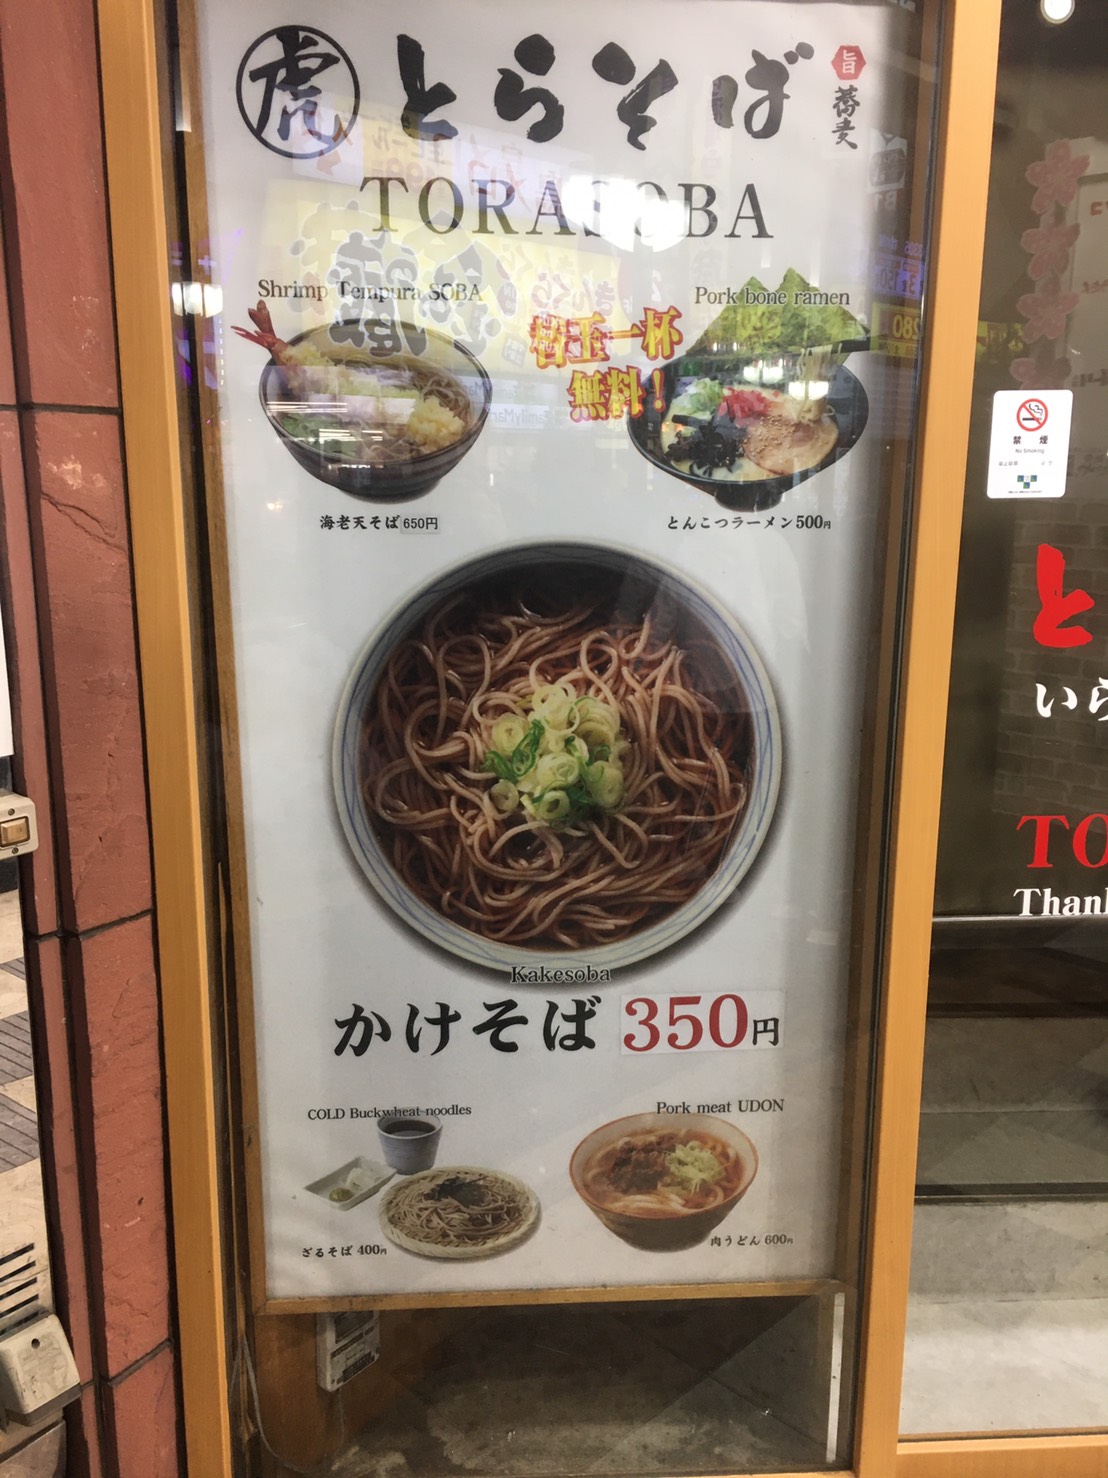 虎 とらそば 旨 蕎麦
TORASOBA
Shrimp Tempura SOBA
Pork bone ramen
替玉一杯
無料！
海老天そば 650円
とんこつラーメン 500円
Kakesoba
かけそば 350円
COLD Buckwheat noodles
Pork meat UDON
ざるそば 400円
肉うどん 600円
禁煙
No Smoking
と
いら
TO
Thank